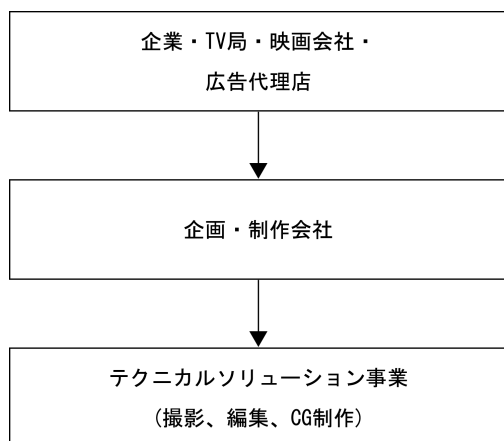 企業・TV局・映画会社・
広告代理店
企画・制作会社
テクニカルソリューション事業
(撮影、編集、CG制作)